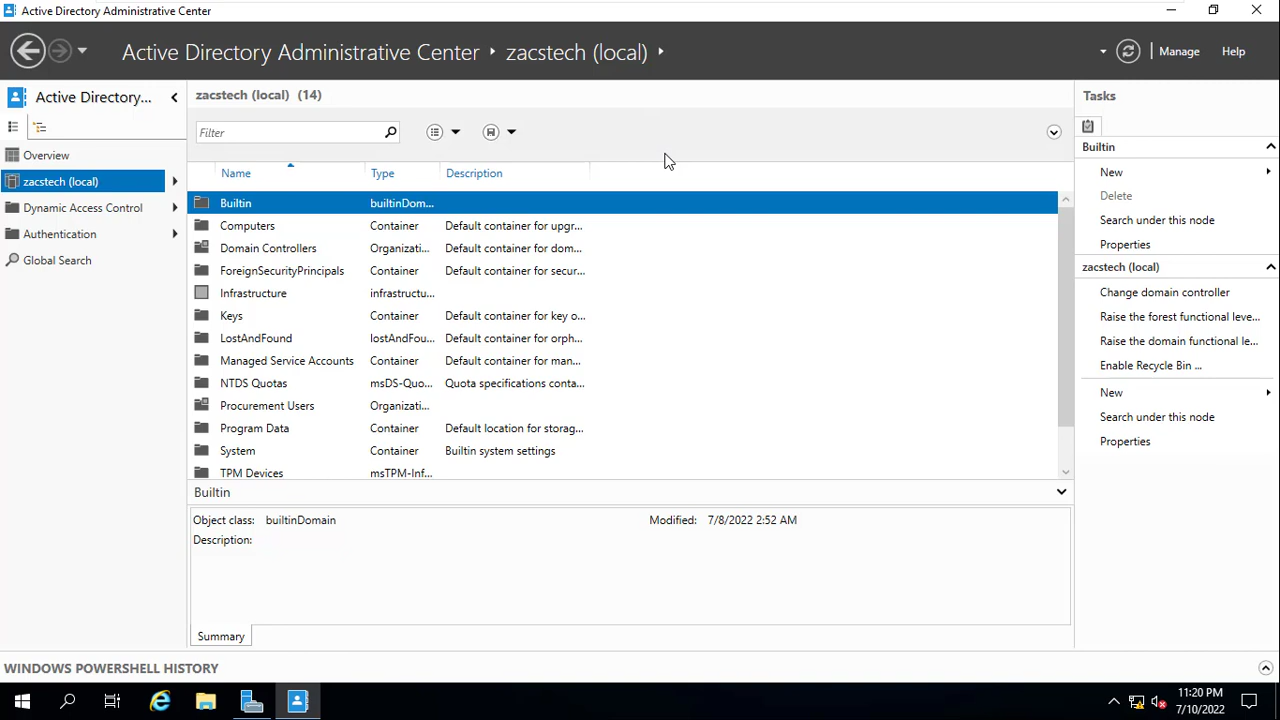 Active Directory Administrative Center
Active Directory Administrative Center ‣ zacstech (local) ‣
Manage
Help
Active Directory...
Overview
zacstech (local)
Dynamic Access Control
Authentication
Global Search
zacstech (local) (14)
Filter
Name Type Description
Builtin builtinDom...
Computers Container Default container for upgr...
Domain Controllers Organizati... Default container for dom...
ForeignSecurityPrincipals Container Default container for secur...
Infrastructure infrastructu...
Keys Container Default container for key o...
LostAndFound lostAndFou... Default container for orph...
Managed Service Accounts Container Default container for man...
NTDS Quotas msDS-Quo... Quota specifications conta...
Procurement Users Organizati...
Program Data Container Default location for storag...
System Container Builtin system settings
TPM Devices msTPM-Inf...
Builtin
Object class: builtinDomain Modified: 7/8/2022 2:52 AM
Description:
Summary
Tasks
Builtin
New
Delete
Search under this node
Properties
zacstech (local)
Change domain controller
Raise the forest functional leve...
Raise the domain functional le...
Enable Recycle Bin ...
New
Search under this node
Properties
WINDOWS POWERSHELL HISTORY
11:20 PM
7/10/2022